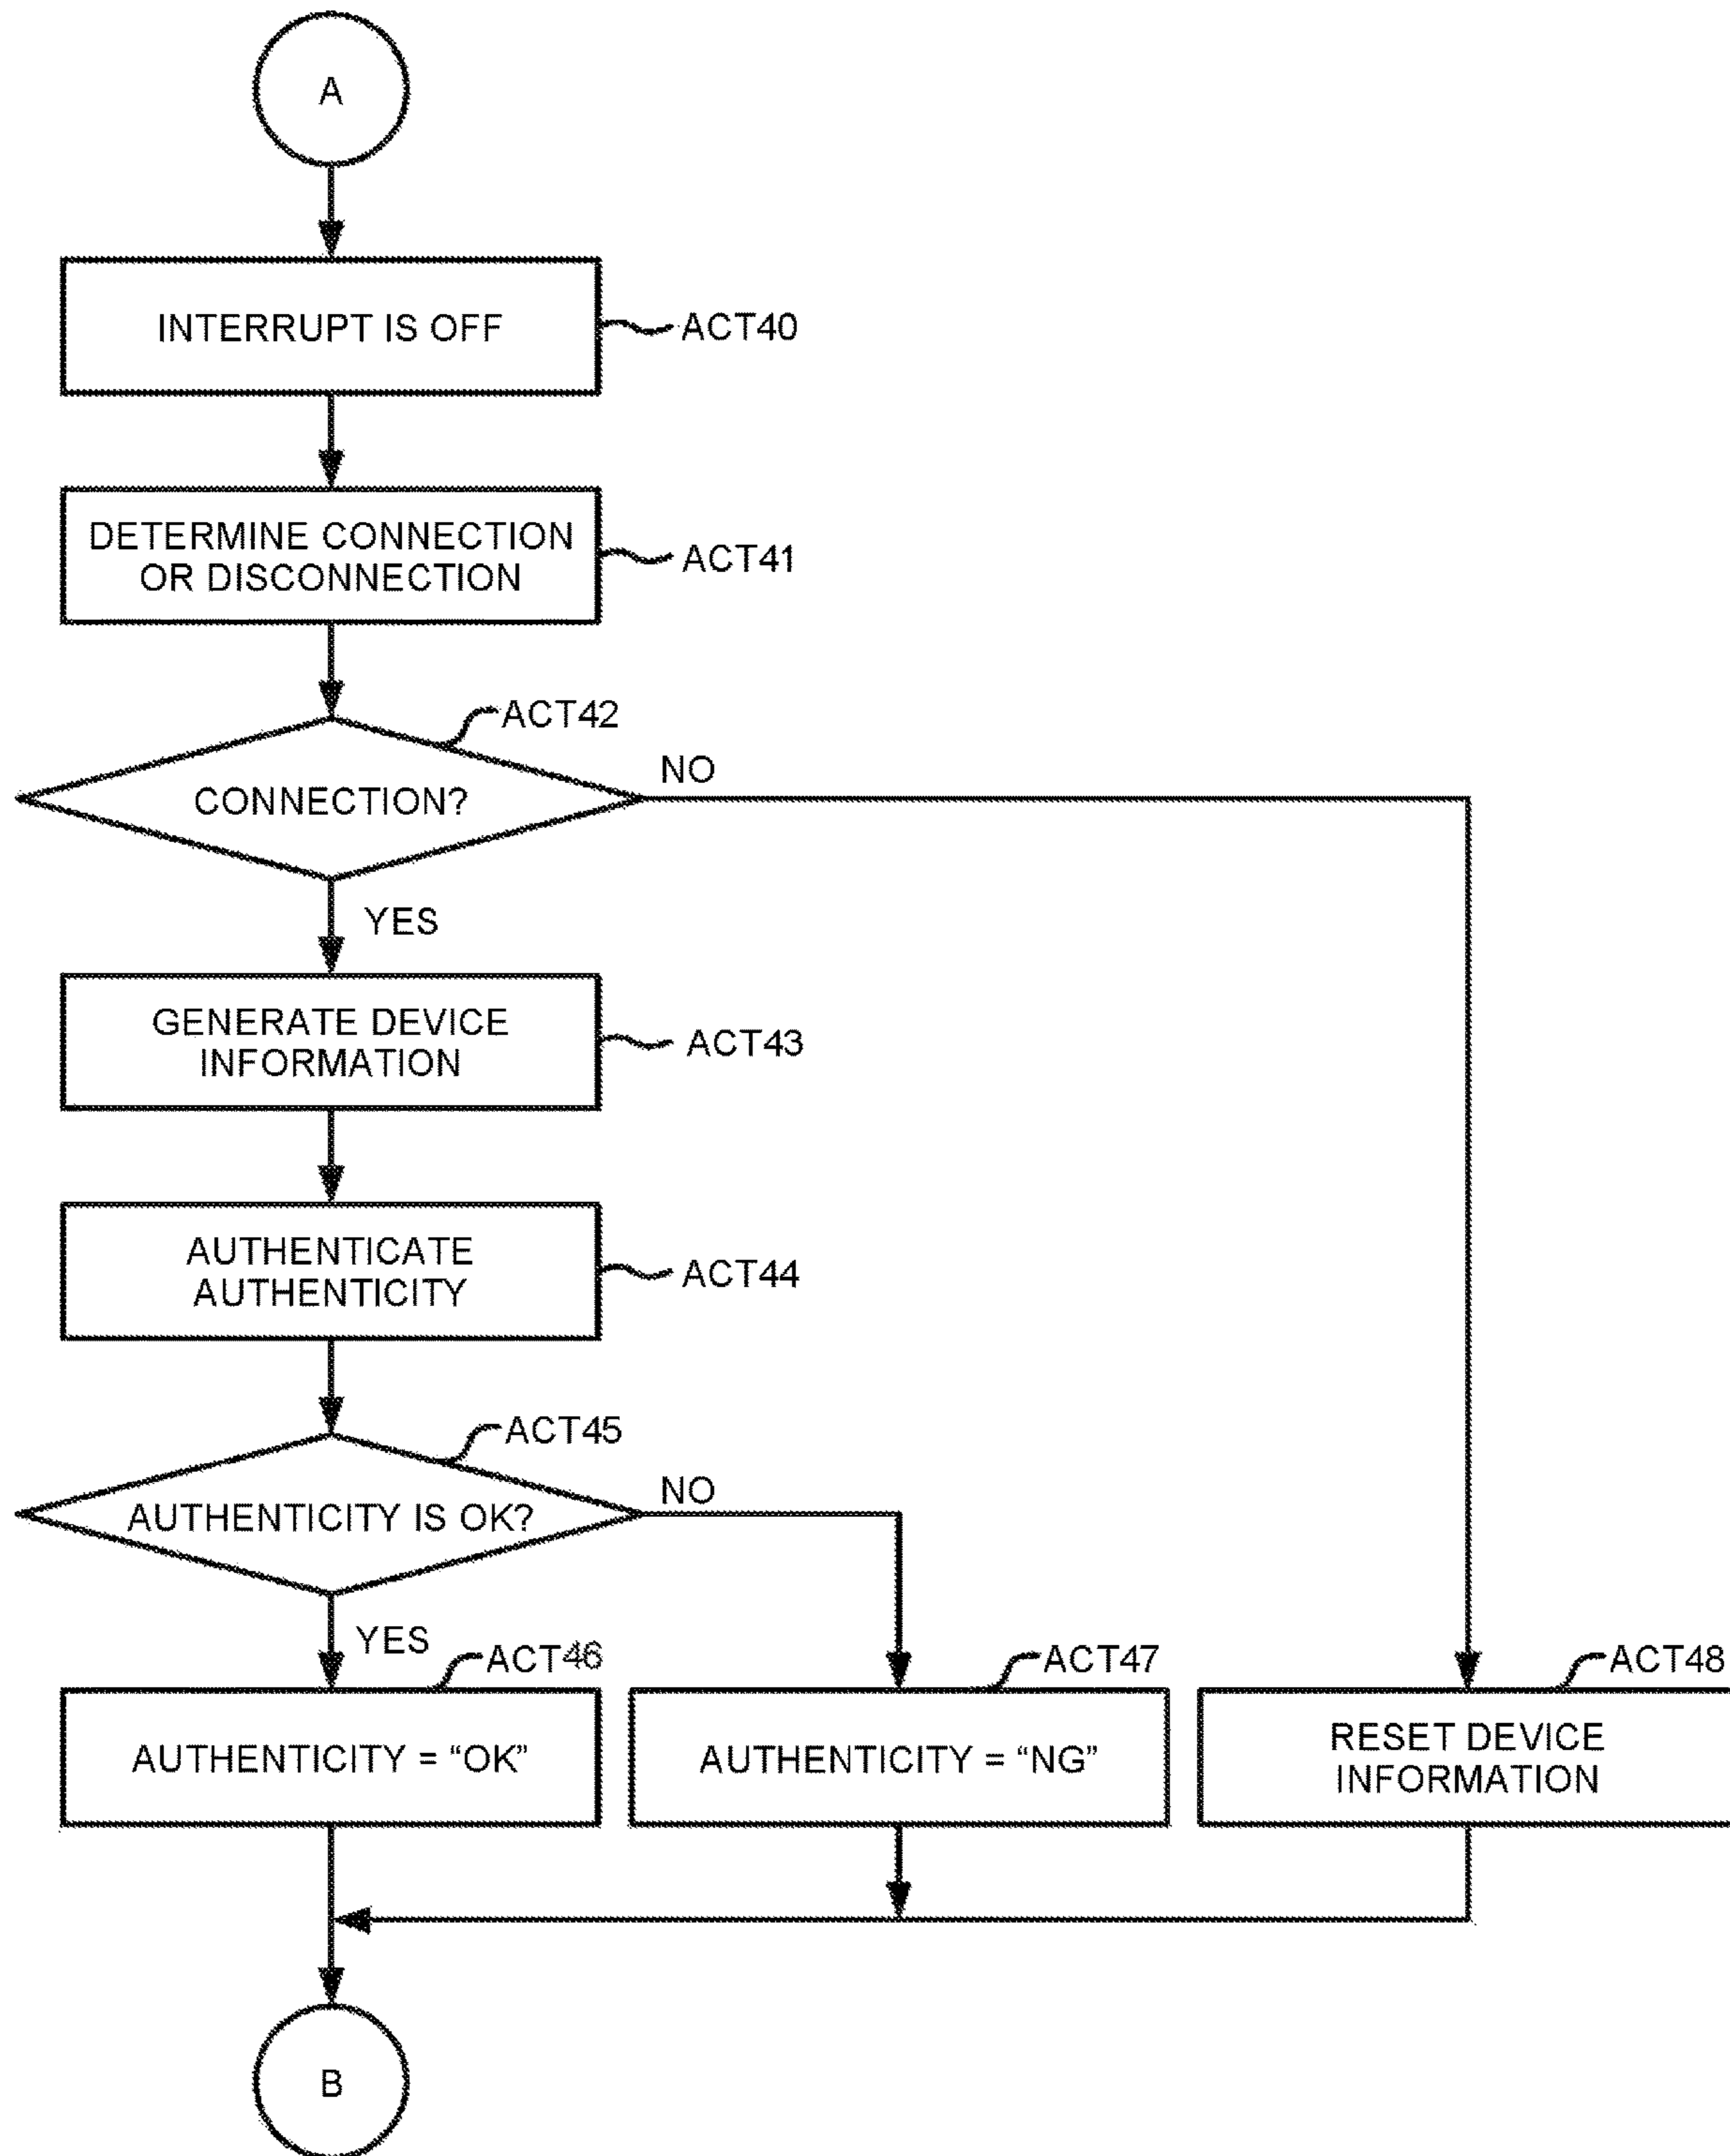 A
INTERRUPT IS OFF
ACT40
DETERMINE CONNECTION
OR DISCONNECTION
ACT41
ACT42
CONNECTION?
NO
YES
GENERATE DEVICE
INFORMATION
ACT43
AUTHENTICATE
AUTHENTICITY
ACT44
ACT45
AUTHENTICITY IS OK?
NO
YES
ACT46
AUTHENTICITY = “OK”
ACT47
AUTHENTICITY = “NG”
ACT48
RESET DEVICE
INFORMATION
B